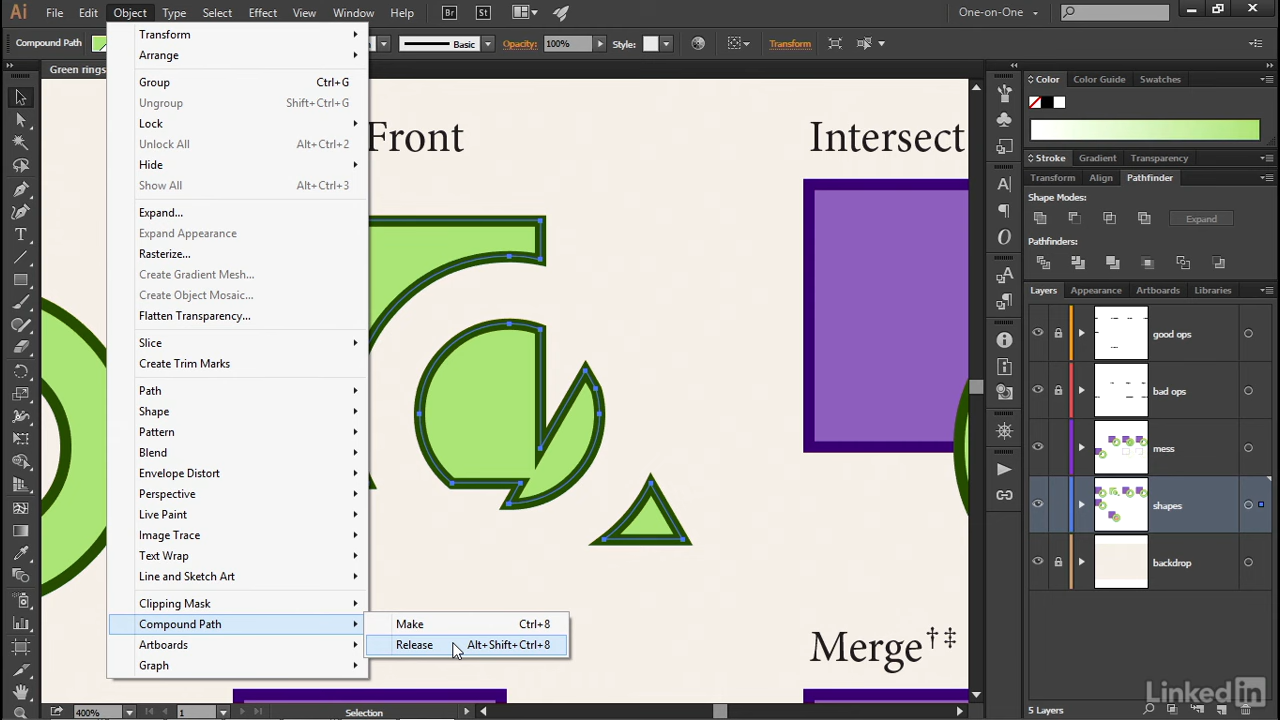 Ai File Edit Object Type Select Effect View Window Help Br St One-on-One
Compound Path Basic Opacity: 100% Style: Transform
Green rings
Transform
Arrange
Group Ctrl+G
Ungroup Shift+Ctrl+G
Lock
Unlock All Alt+Ctrl+2
Hide
Show All Alt+Ctrl+3
Expand...
Expand Appearance
Rasterize...
Create Gradient Mesh...
Create Object Mosaic...
Flatten Transparency...
Slice
Create Trim Marks
Path
Shape
Pattern
Blend
Envelope Distort
Perspective
Live Paint
Image Trace
Text Wrap
Line and Sketch Art
Clipping Mask
Compound Path
Artboards
Graph
Make Ctrl+8
Release Alt+Shift+Ctrl+8
Front
Intersect
Merge†‡
Color Color Guide Swatches
Stroke Gradient Transparency
Transform Align Pathfinder
Shape Modes:
Expand
Pathfinders:
Layers Appearance Artboards Libraries
good ops
bad ops
mess
shapes
backdrop
5 Layers
400% 1 Selection
Linked in